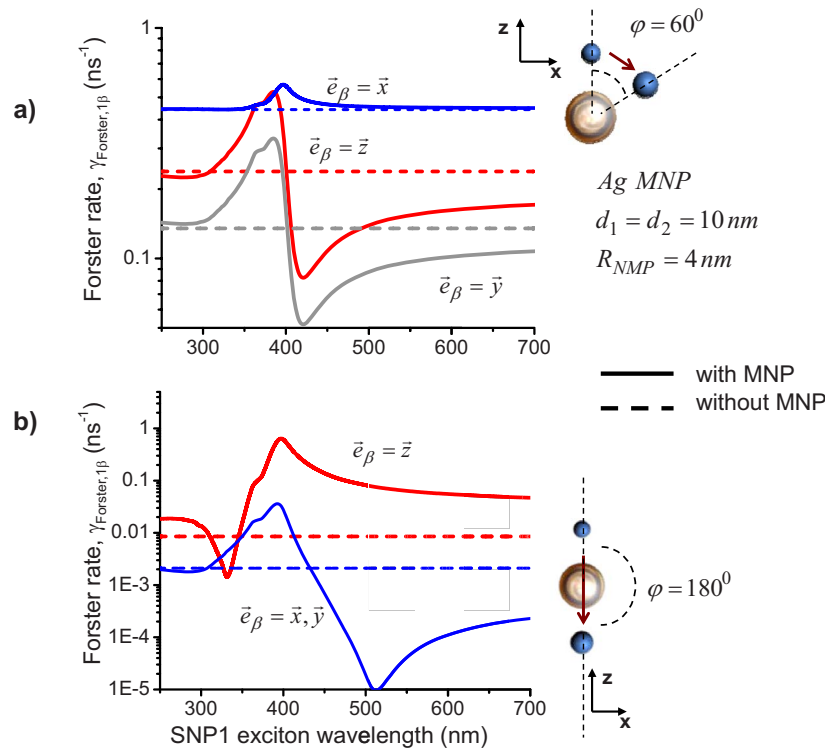 a)
Forster rate, γForster,1β (ns-1)
1
0.1
300 400 500 600 700
e⃗β = x⃗
e⃗β = z⃗
e⃗β = y⃗
z
x
φ = 60⁰
Ag MNP
d1 = d2 = 10 nm
RNMP = 4 nm
with MNP
without MNP
b)
Forster rate, γForster,1β (ns-1)
1
0.1
0.01
1E-3
1E-4
1E-5
300 400 500 600 700
SNP1 exciton wavelength (nm)
e⃗β = z⃗
e⃗β = x⃗, y⃗
φ = 180⁰
z
x